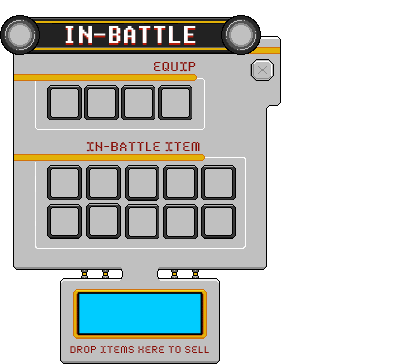 IN-BATTLE
EQUIP
IN-BATTLE ITEM
DROP ITEMS HERE TO SELL